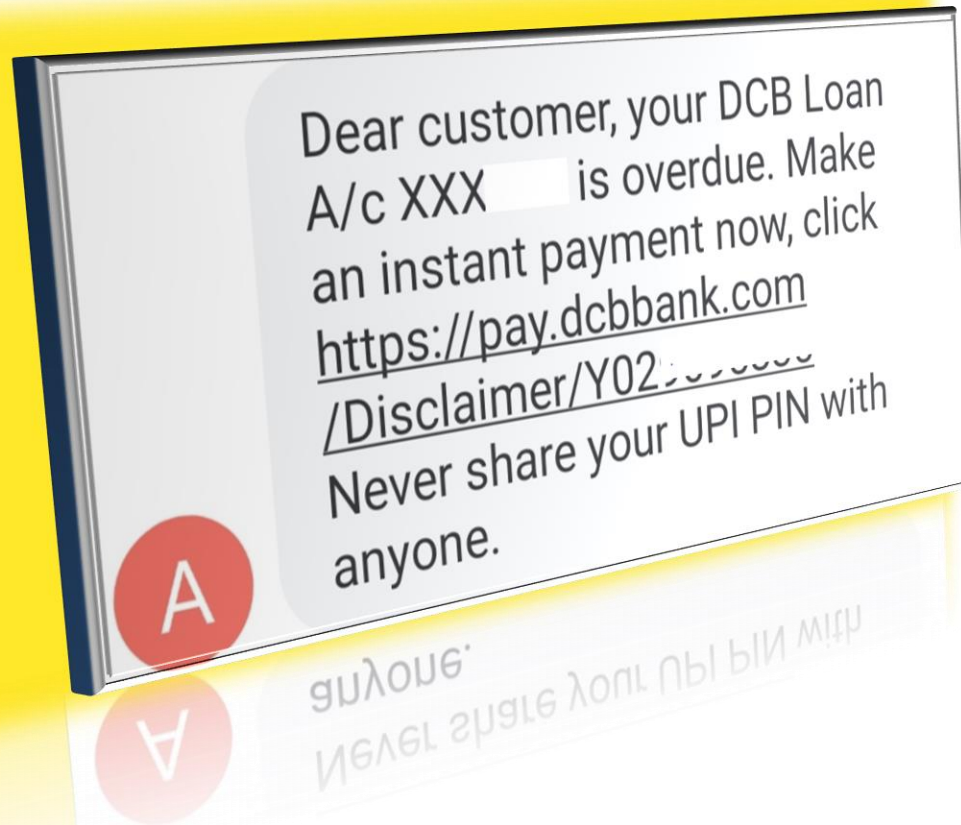 Dear customer, your DCB Loan
A/c XXX is overdue. Make
an instant payment now, click
https://pay.dcbbank.com
/Disclaimer/Y02
Never share your UPI PIN with
anyone.
A